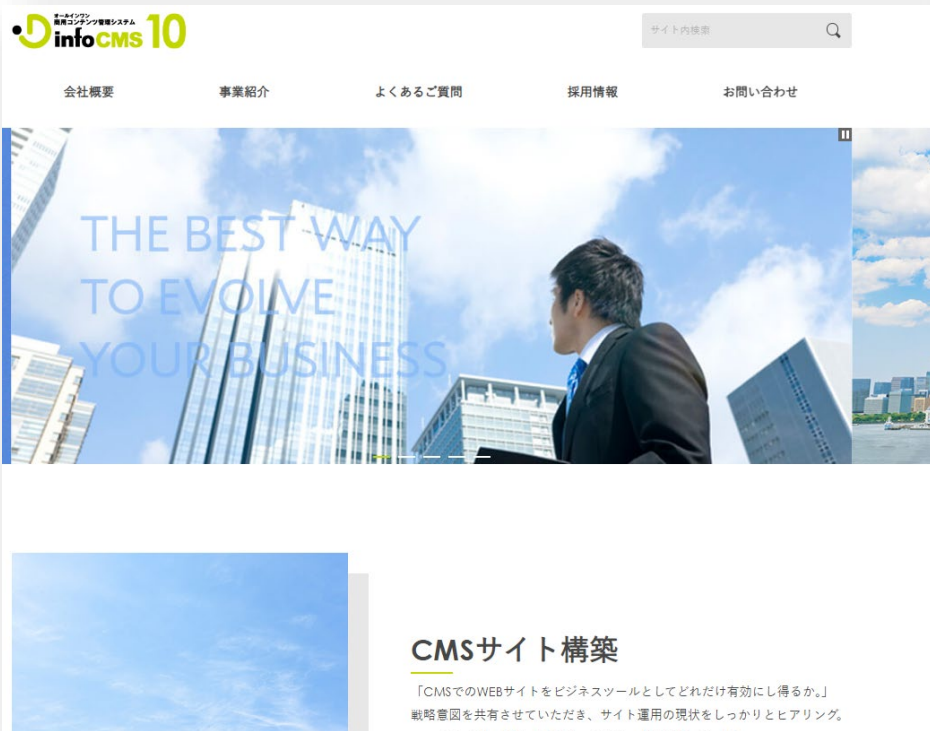 オールインワン
商用コンテンツ管理システム
infoCMS 10
サイト内検索
会社概要 事業紹介 よくあるご質問 採用情報 お問い合わせ
THE BEST WAY
TO EVOLVE
YOUR BUSINESS
CMSサイト構築
「CMSでのWEBサイトをビジネスツールとしてどれだけ有効にし得るか。」
戦略意図を共有させていただき、サイト運用の現状をしっかりとヒアリング。